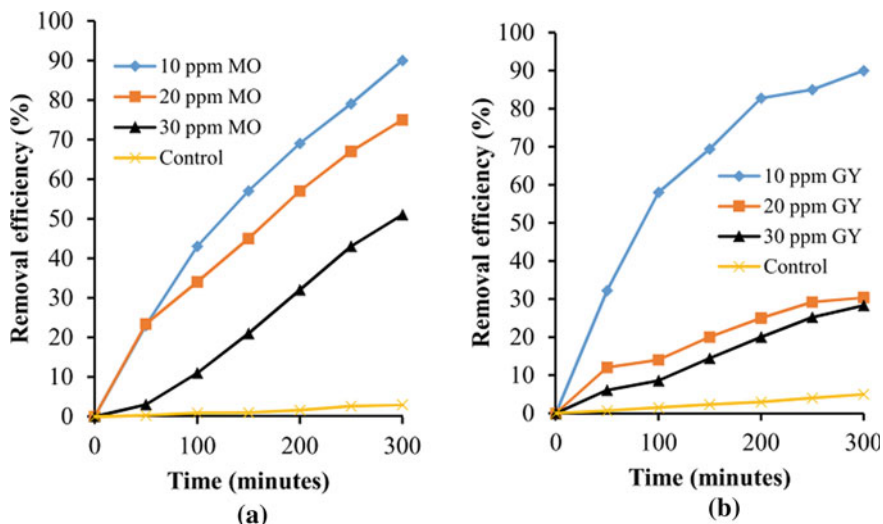 Removal efficiency (%)
100
90
80
70
60
50
40
30
20
10
0
10 ppm MO
20 ppm MO
30 ppm MO
Control
0
100
200
300
Time (minutes)
(a)
Removal efficiency (%)
100
90
80
70
60
50
40
30
20
10
0
10 ppm GY
20 ppm GY
30 ppm GY
Control
0
100
200
300
Time (minutes)
(b)